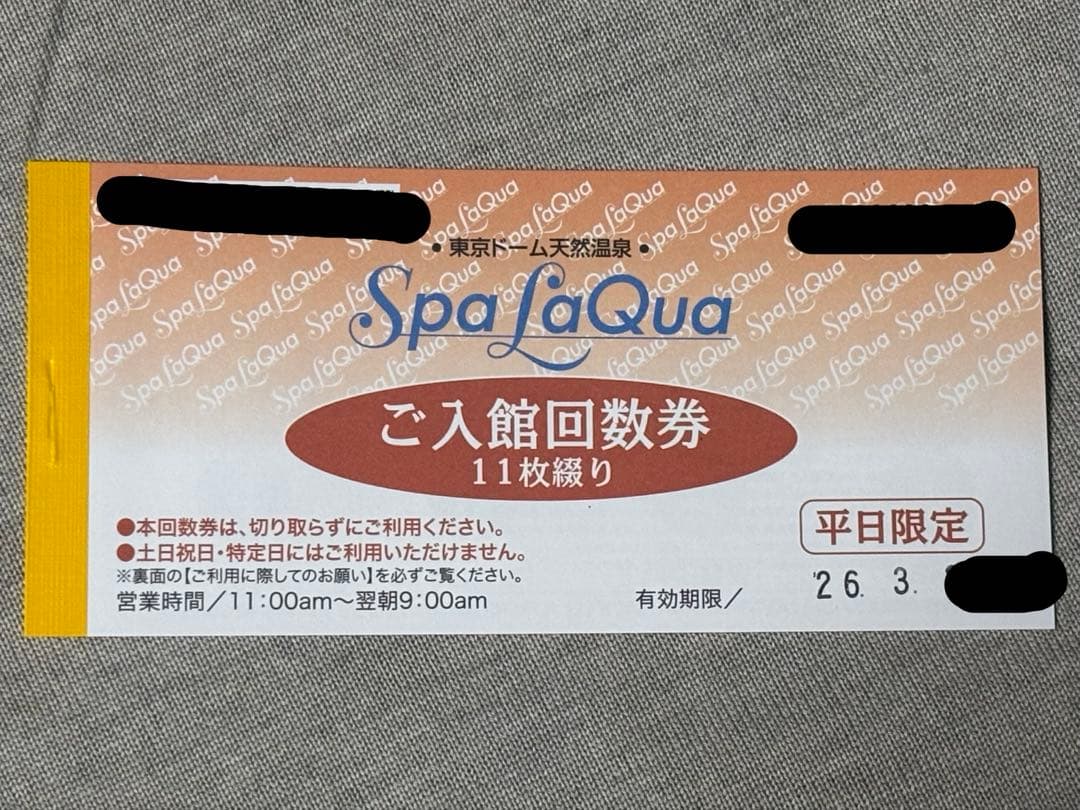 • 東京ドーム天然温泉 •
Spa LaQua
ご入館回数券
11枚綴り
●本回数券は、切り取らずにご利用ください。
●土日祝日・特定日にはご利用いただけません。
※裏面の【ご利用に際してのお願い】を必ずご覧ください。
営業時間／11:00am～翌朝9:00am
平日限定
有効期限／ '26. 3.